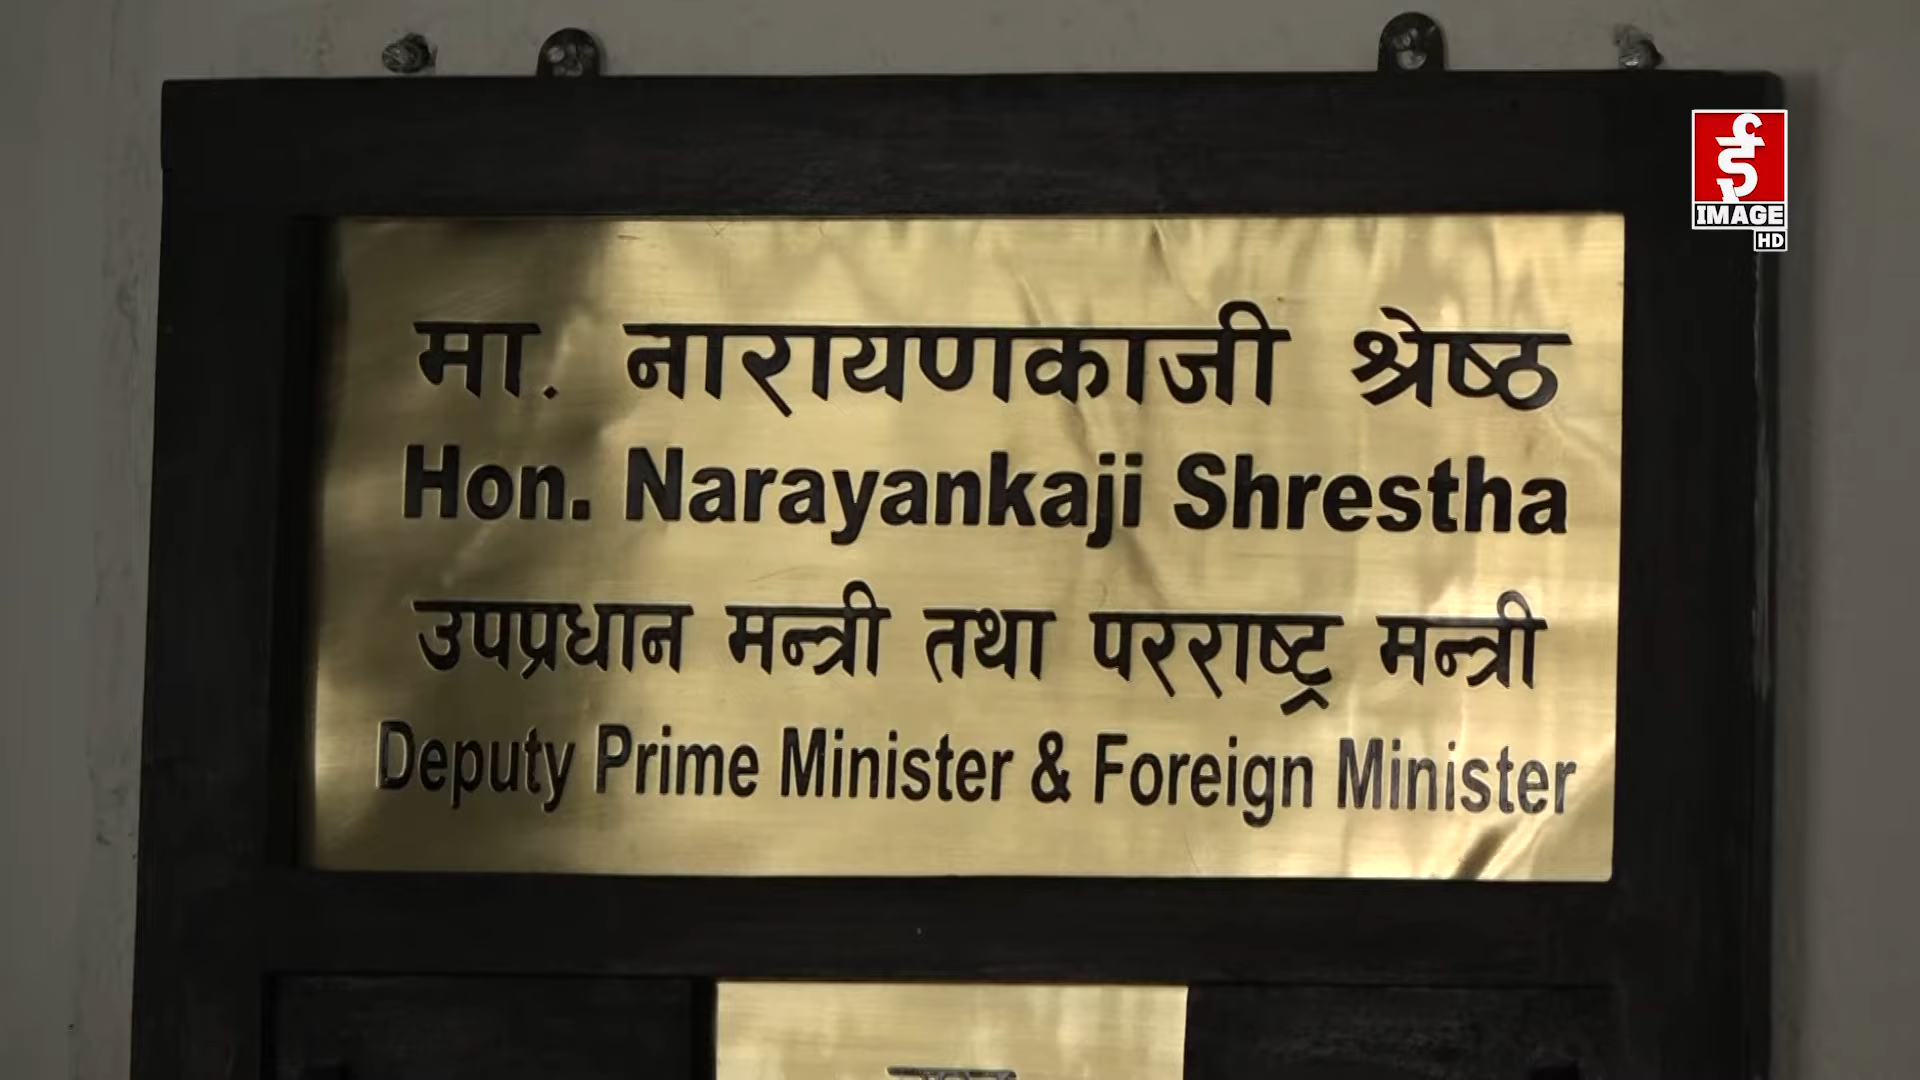 मा. नारायणकाजी श्रेष्ठ
Hon. Narayankaji Shrestha
उपप्रधान मन्त्री तथा परराष्ट्र मन्त्री
Deputy Prime Minister & Foreign Minister
IMAGE
HD